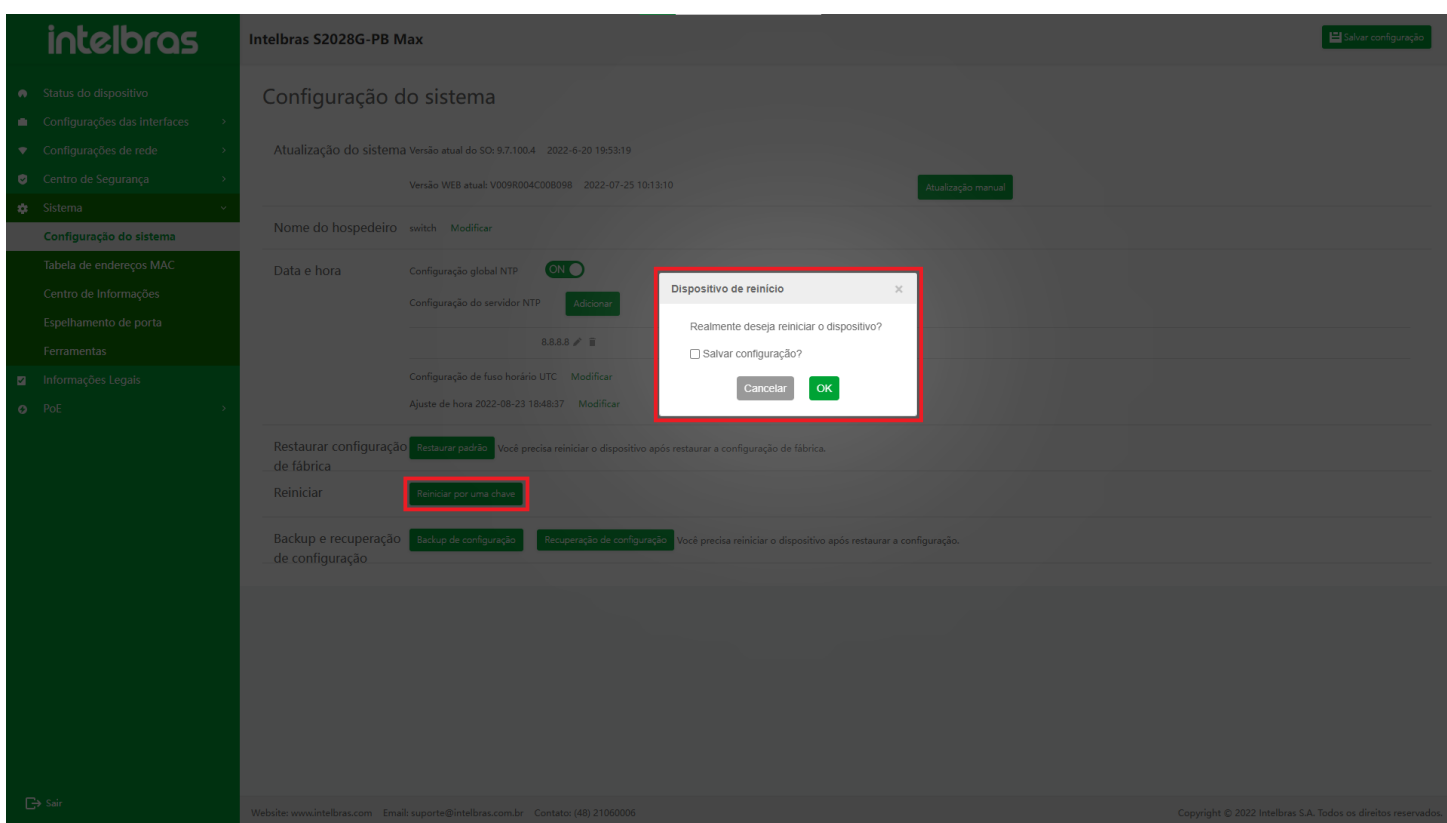 intelbras
Intelbras S2028G-PB Max
Salvar configuração
Status do dispositivo
Configurações das interfaces
Configurações de rede
Centro de Segurança
Sistema
Configuração do sistema
Tabela de endereços MAC
Centro de Informações
Espelhamento de porta
Ferramentas
Informações Legais
PoE
Sair
Configuração do sistema
Atualização do sistema Versão atual do SO: 9.7.100.4 2022-6-20 19:53:19
Versão WEB atual: V009R004C008098 2022-07-25 10:13:10 Atualização manual
Nome do hospedeiro switch Modificar
Data e hora Configuração global NTP ON
Configuração do servidor NTP Adicionar
8.8.8.8
Configuração de fuso horário UTC Modificar
Ajuste de hora 2022-08-23 18:48:37 Modificar
Dispositivo de reinício ×
Realmente deseja reiniciar o dispositivo?
Salvar configuração?
Cancelar OK
Restaurar configuração de fábrica Restaurar padrão Você precisa reiniciar o dispositivo após restaurar a configuração de fábrica.
Reiniciar Reiniciar por uma chave
Backup e recuperação de configuração Backup de configuração Recuperação de configuração Você precisa reiniciar o dispositivo após restaurar a configuração.
Website: www.intelbras.com Email: suporte@intelbras.com.br Contato: (48) 21060006
Copyright © 2022 Intelbras S.A. Todos os direitos reservados.